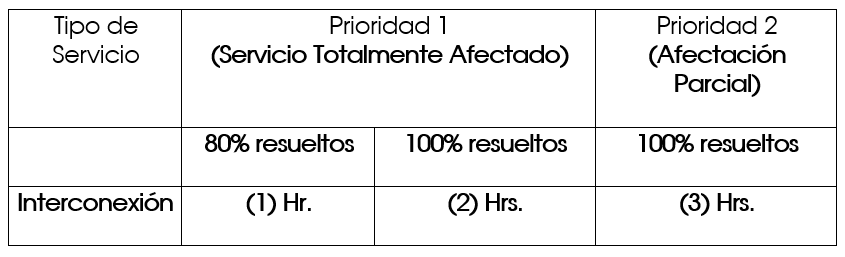 Tipo de
Servicio
Prioridad 1
(Servicio Totalmente Afectado)
Prioridad 2
(Afectación
Parcial)
80% resueltos
100% resueltos
100% resueltos
Interconexión
(1) Hr.
(2) Hrs.
(3) Hrs.